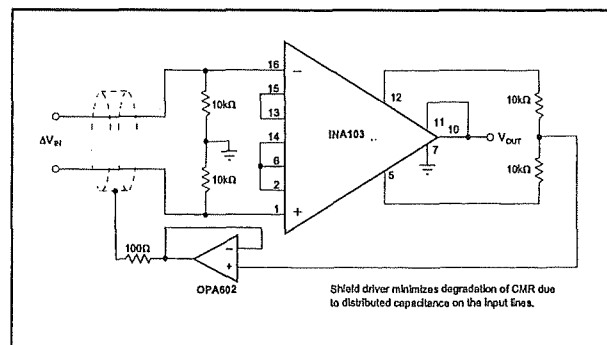 16
−
12
15
13
10kΩ
10kΩ
11
INA103
10
V_OUT
ΔV_IN
14
7
6
2
10kΩ
10kΩ
5
1
+
100Ω
−
+
OPA602
Shield driver minimizes degradation of CMR due
to distributed capacitance on the input lines.